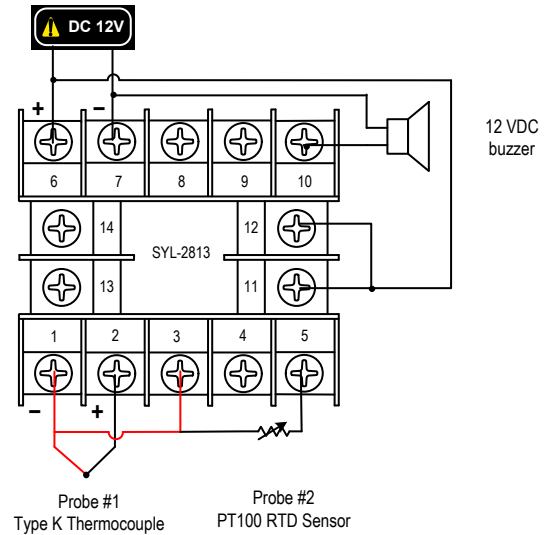 DC 12V
+ −
12 VDC
buzzer
6 7 8 9 10
14 12
SYL-2813
13 11
1 2 3 4 5
− +
Probe #1
Type K Thermocouple
Probe #2
PT100 RTD Sensor